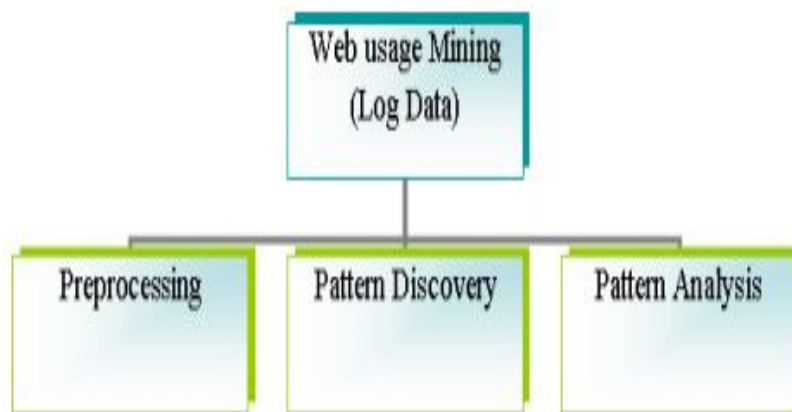 Web usage Mining
(Log Data)
Preprocessing
Pattern Discovery
Pattern Analysis